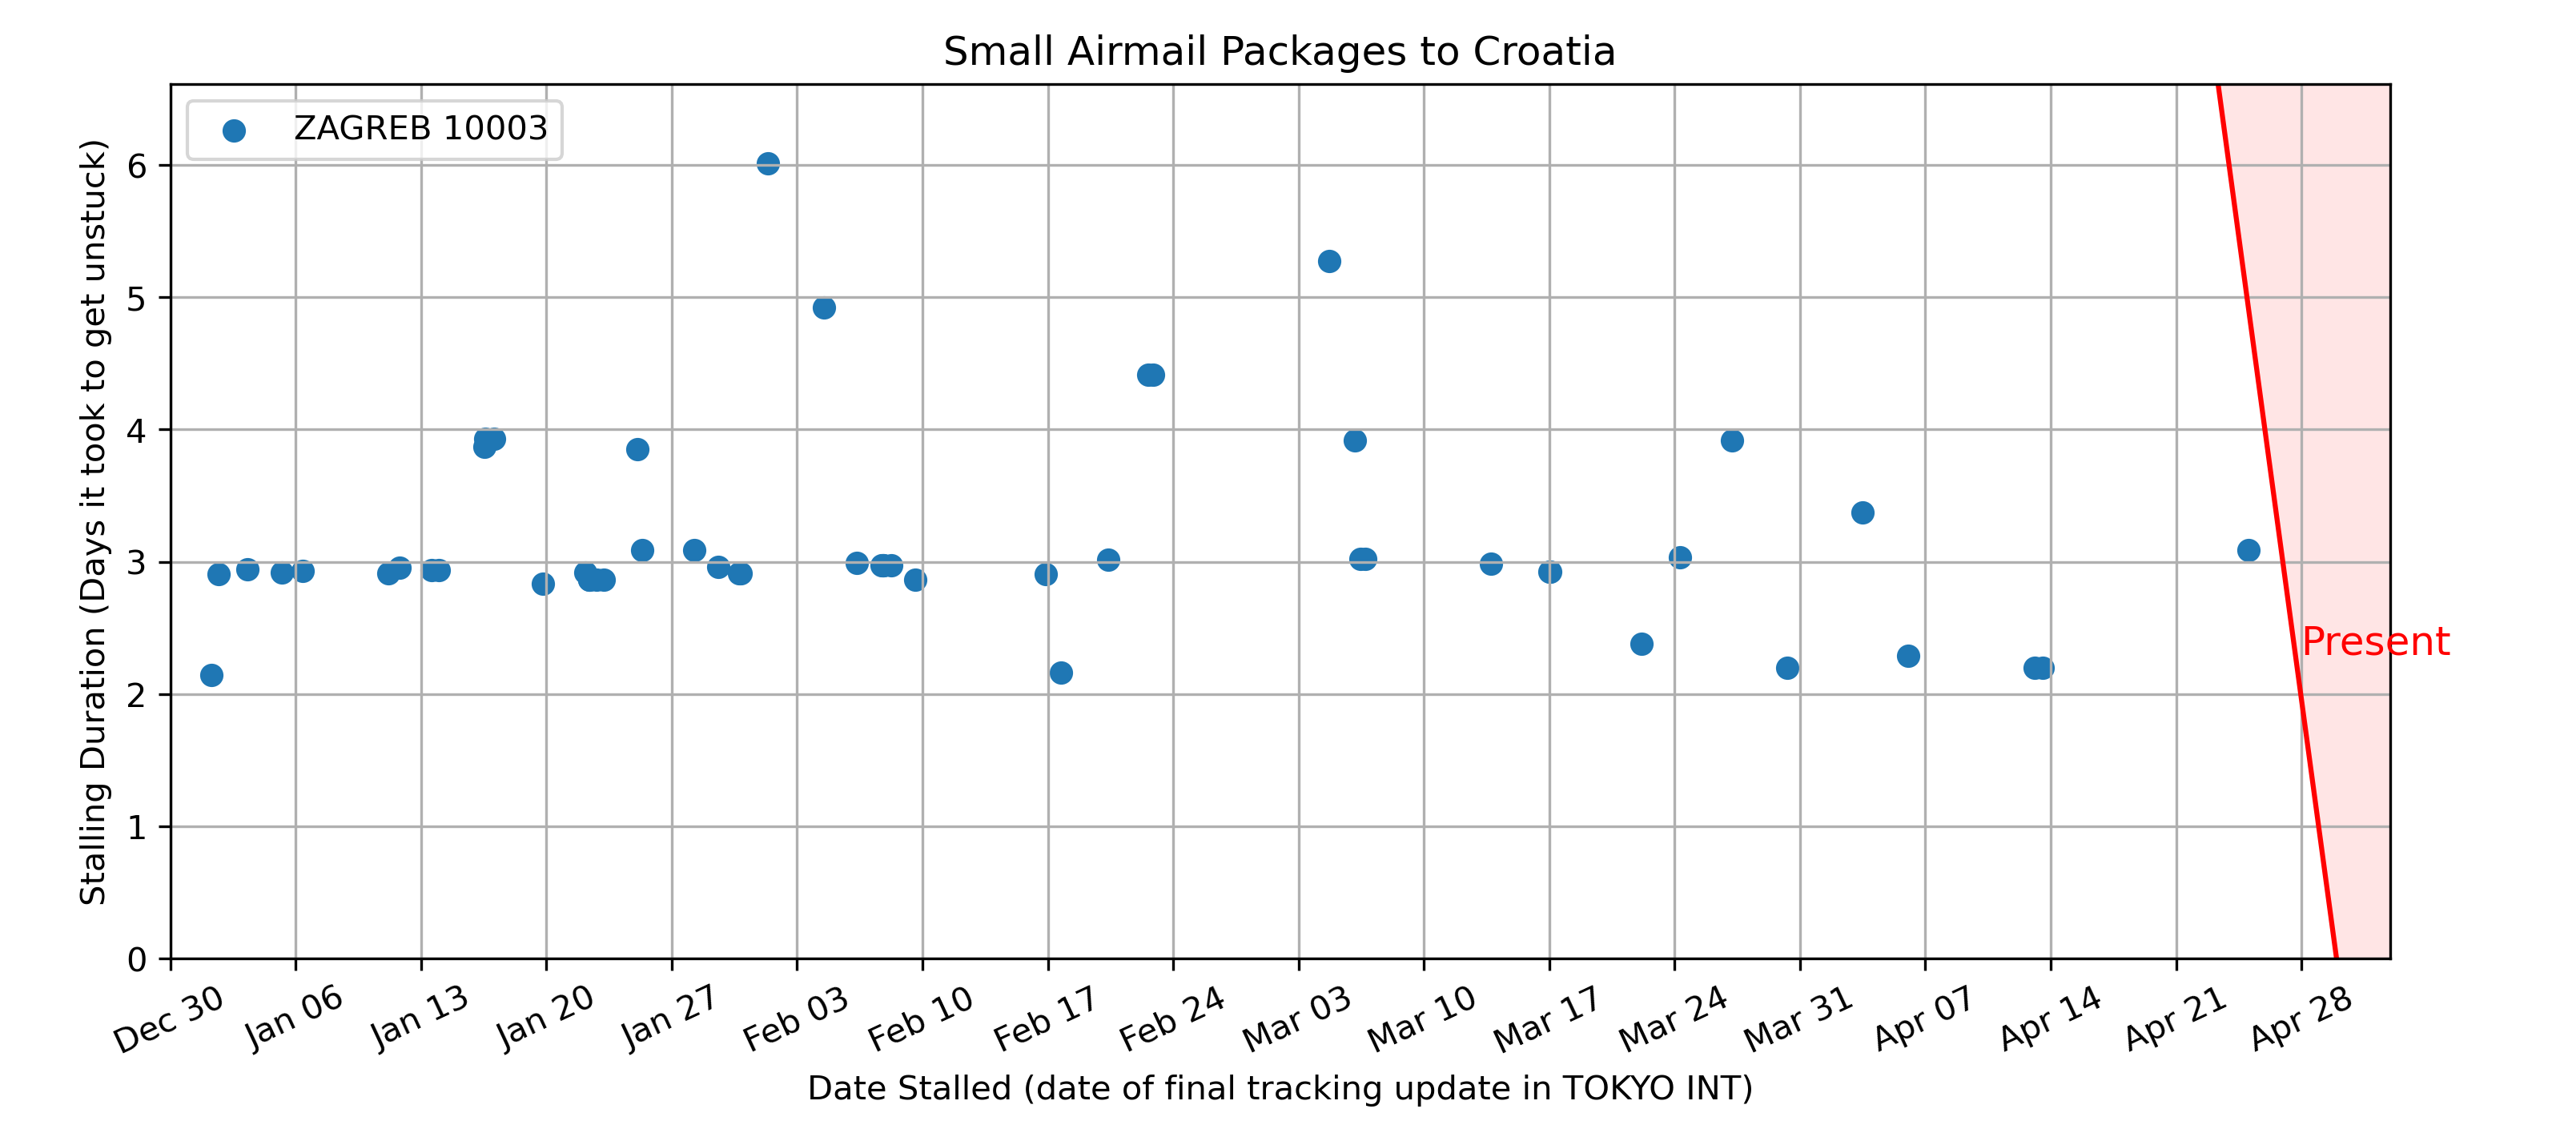 Small Airmail Packages to Croatia
ZAGREB 10003
Stalling Duration (Days it took to get unstuck)
6
5
4
3
2
1
0
Present
Dec 30
Jan 06
Jan 13
Jan 20
Jan 27
Feb 03
Feb 10
Feb 17
Feb 24
Mar 03
Mar 10
Mar 17
Mar 24
Mar 31
Apr 07
Apr 14
Apr 21
Apr 28
Date Stalled (date of final tracking update in TOKYO INT)